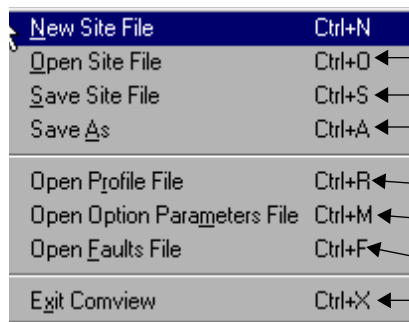 New Site File Ctrl+N
Open Site File Ctrl+O
Save Site File Ctrl+S
Save As Ctrl+A
Open Profile File Ctrl+R
Open Option Parameters File Ctrl+M
Open Faults File Ctrl+F
Exit Comview Ctrl+X